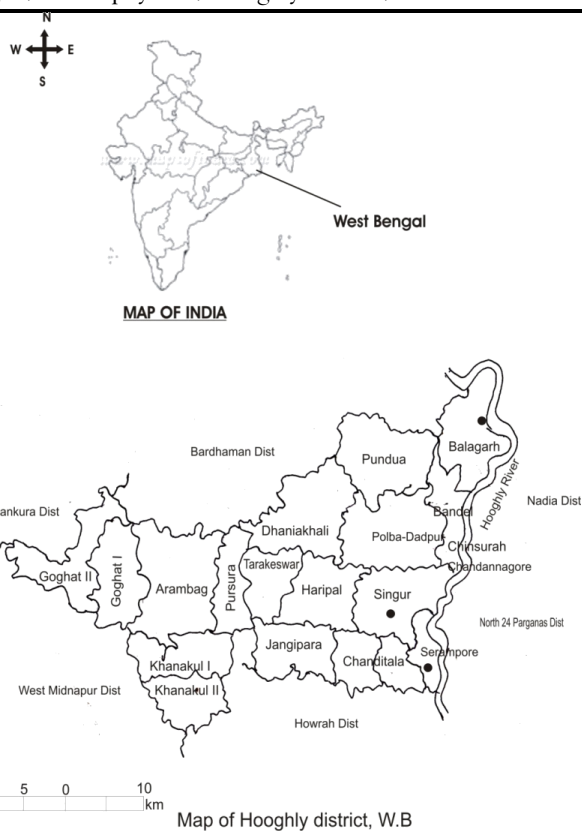 N
W E
S
West Bengal
MAP OF INDIA
Balagarh
Bardhaman Dist
Pundua
Hooghly River
Nadia Dist
ankura Dist
Bandel
Dhaniakhali
Polba-Dadpur
Chinsurah
Chandannagore
Tarakeswar
Goghat II
Goghat I
Arambag
Pursura
Haripal
Singur
North 24 Parganas Dist
Jangipara
Serampore
Chanditala
Khanakul I
West Midnapur Dist
Khanakul II
Howrah Dist
5 0 10
km
Map of Hooghly district, W.B